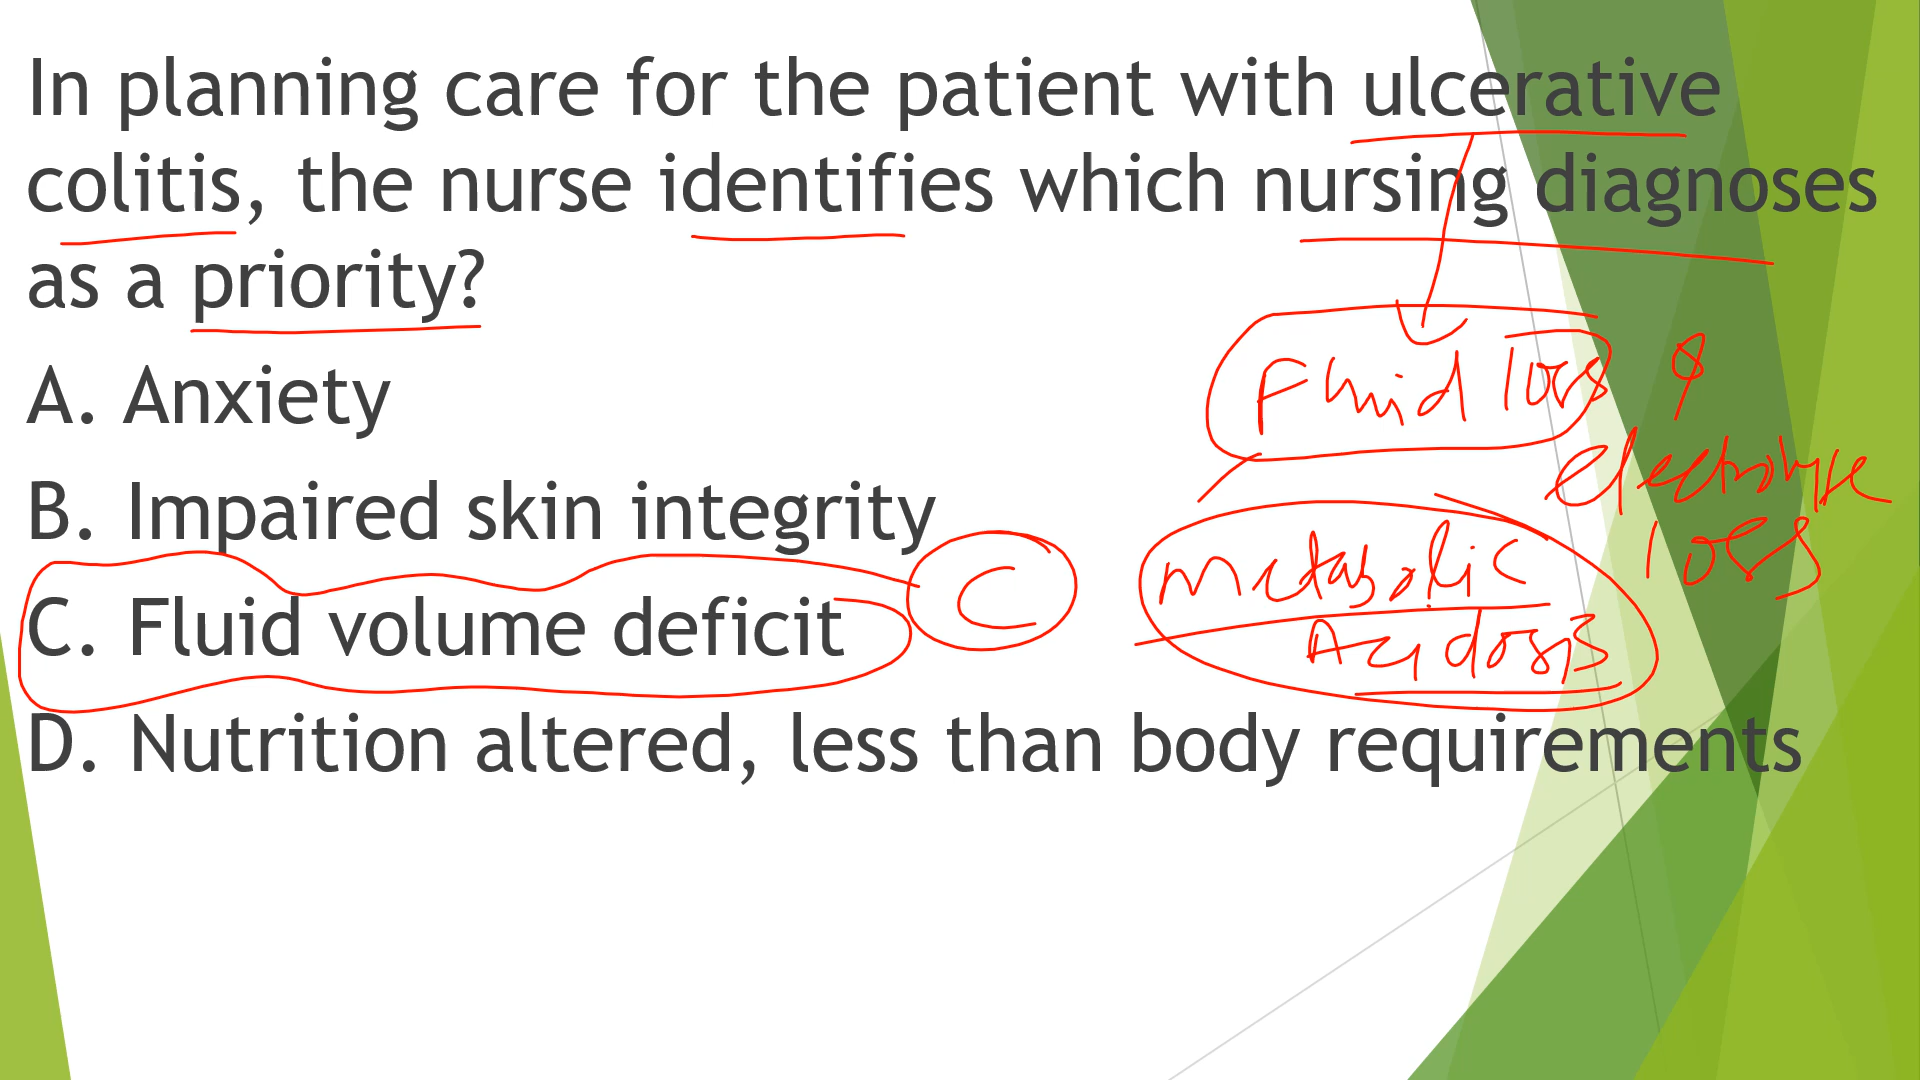 In planning care for the patient with ulcerative
colitis, the nurse identifies which nursing diagnoses
as a priority?
A. Anxiety
B. Impaired skin integrity
C. Fluid volume deficit
D. Nutrition altered, less than body requirements
Fluid loss &
electrolyte
loss
Metabolic
Acidosis
C